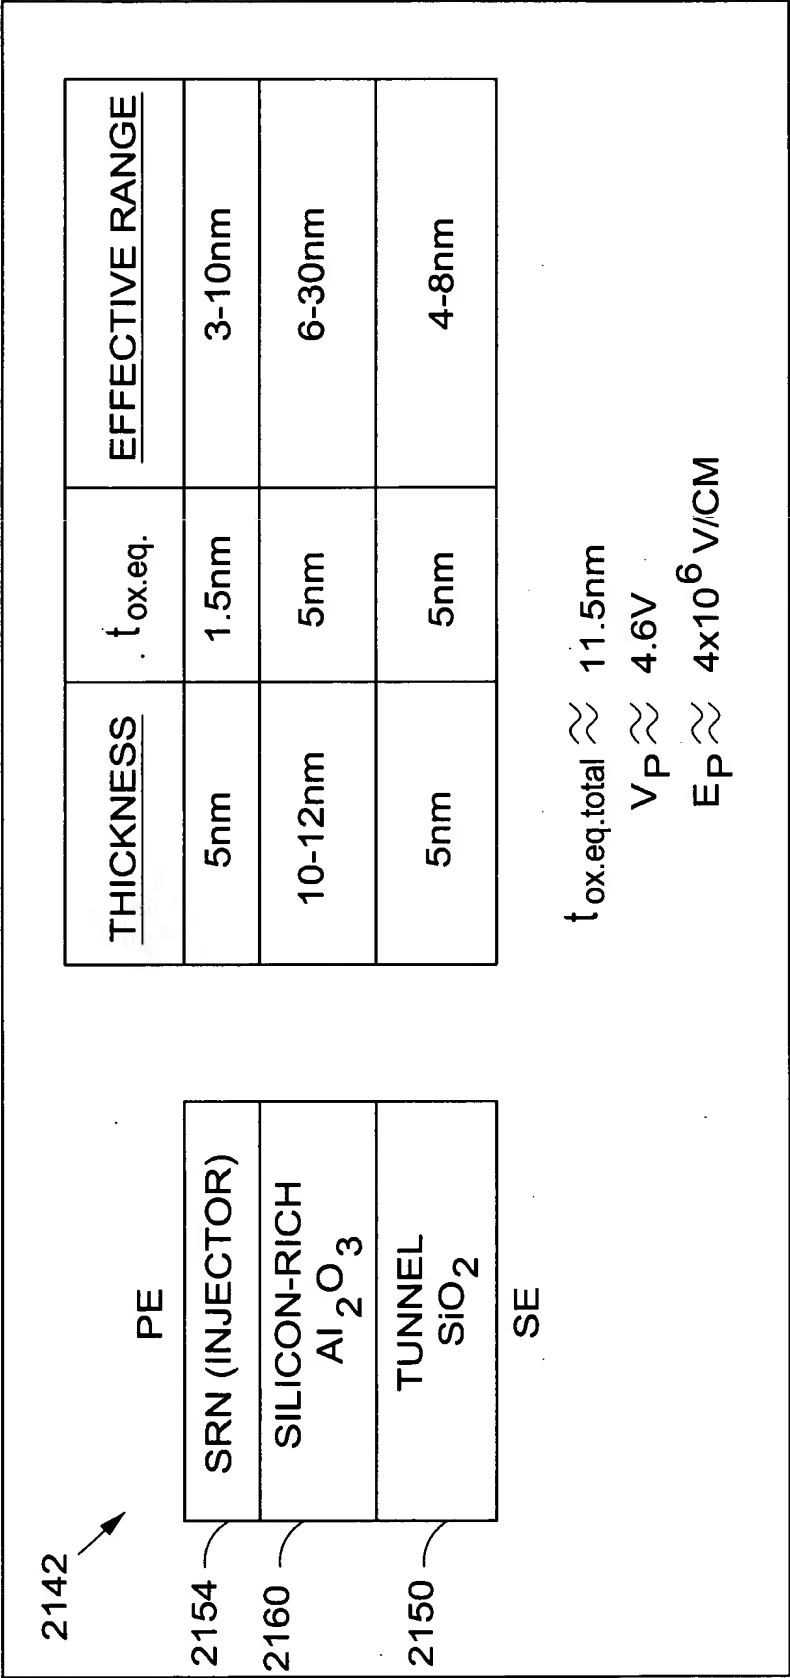 2142
PE
2154
SRN (INJECTOR)
2160
SILICON-RICH
Al2O3
2150
TUNNEL
SiO2
SE
THICKNESS tox.eq. EFFECTIVE RANGE
5nm 1.5nm 3-10nm
10-12nm 5nm 6-30nm
5nm 5nm 4-8nm
tox.eq.total ≈ 11.5nm
VP ≈ 4.6V
EP ≈ 4x10⁶ V/CM